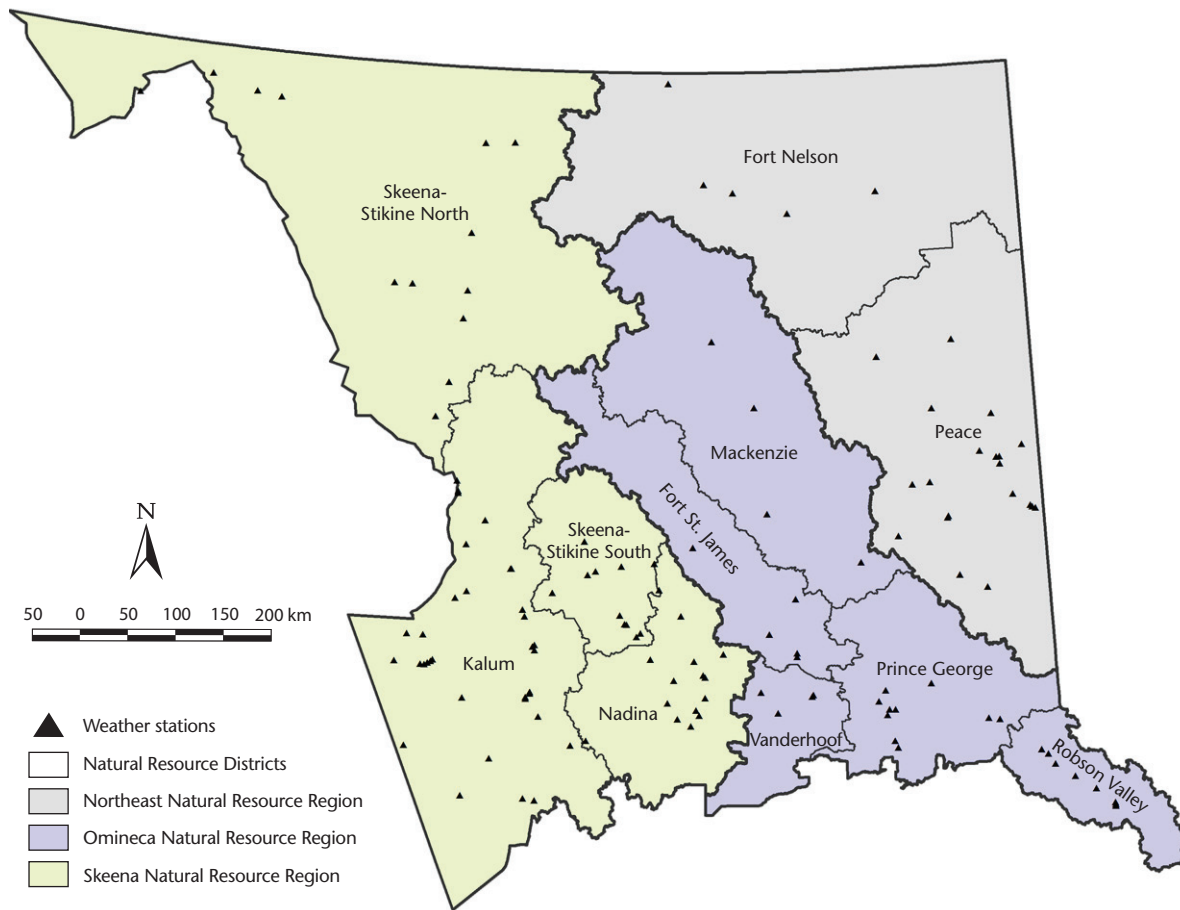 Fort Nelson
Skeena-
Stikine North
Peace
Mackenzie
Fort St. James
Skeena-
Stikine South
N
50 0 50 100 150 200 km
Kalum
Prince George
Nadina
Vanderhoof
Robson Valley
Weather stations
Natural Resource Districts
Northeast Natural Resource Region
Omineca Natural Resource Region
Skeena Natural Resource Region